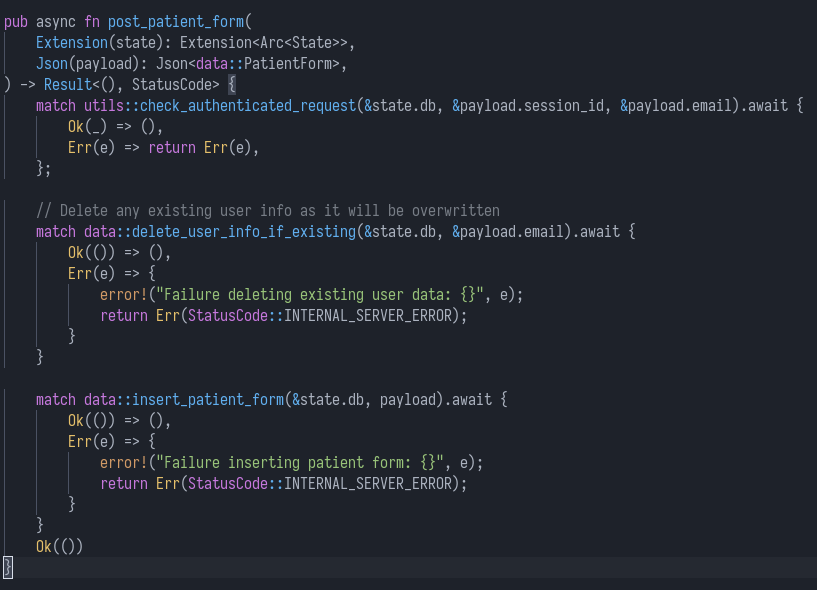 pub async fn post_patient_form(
    Extension(state): Extension<Arc<State>>,
    Json(payload): Json<data::PatientForm>,
) -> Result<(), StatusCode> {
    match utils::check_authenticated_request(&state.db, &payload.session_id, &payload.email).await {
        Ok(_) => (),
        Err(e) => return Err(e),
    };

    // Delete any existing user info as it will be overwritten
    match data::delete_user_info_if_existing(&state.db, &payload.email).await {
        Ok(()) => (),
        Err(e) => {
            error!("Failure deleting existing user data: {}", e);
            return Err(StatusCode::INTERNAL_SERVER_ERROR);
        }
    }

    match data::insert_patient_form(&state.db, payload).await {
        Ok(()) => (),
        Err(e) => {
            error!("Failure inserting patient form: {}", e);
            return Err(StatusCode::INTERNAL_SERVER_ERROR);
        }
    }
    Ok(())
}